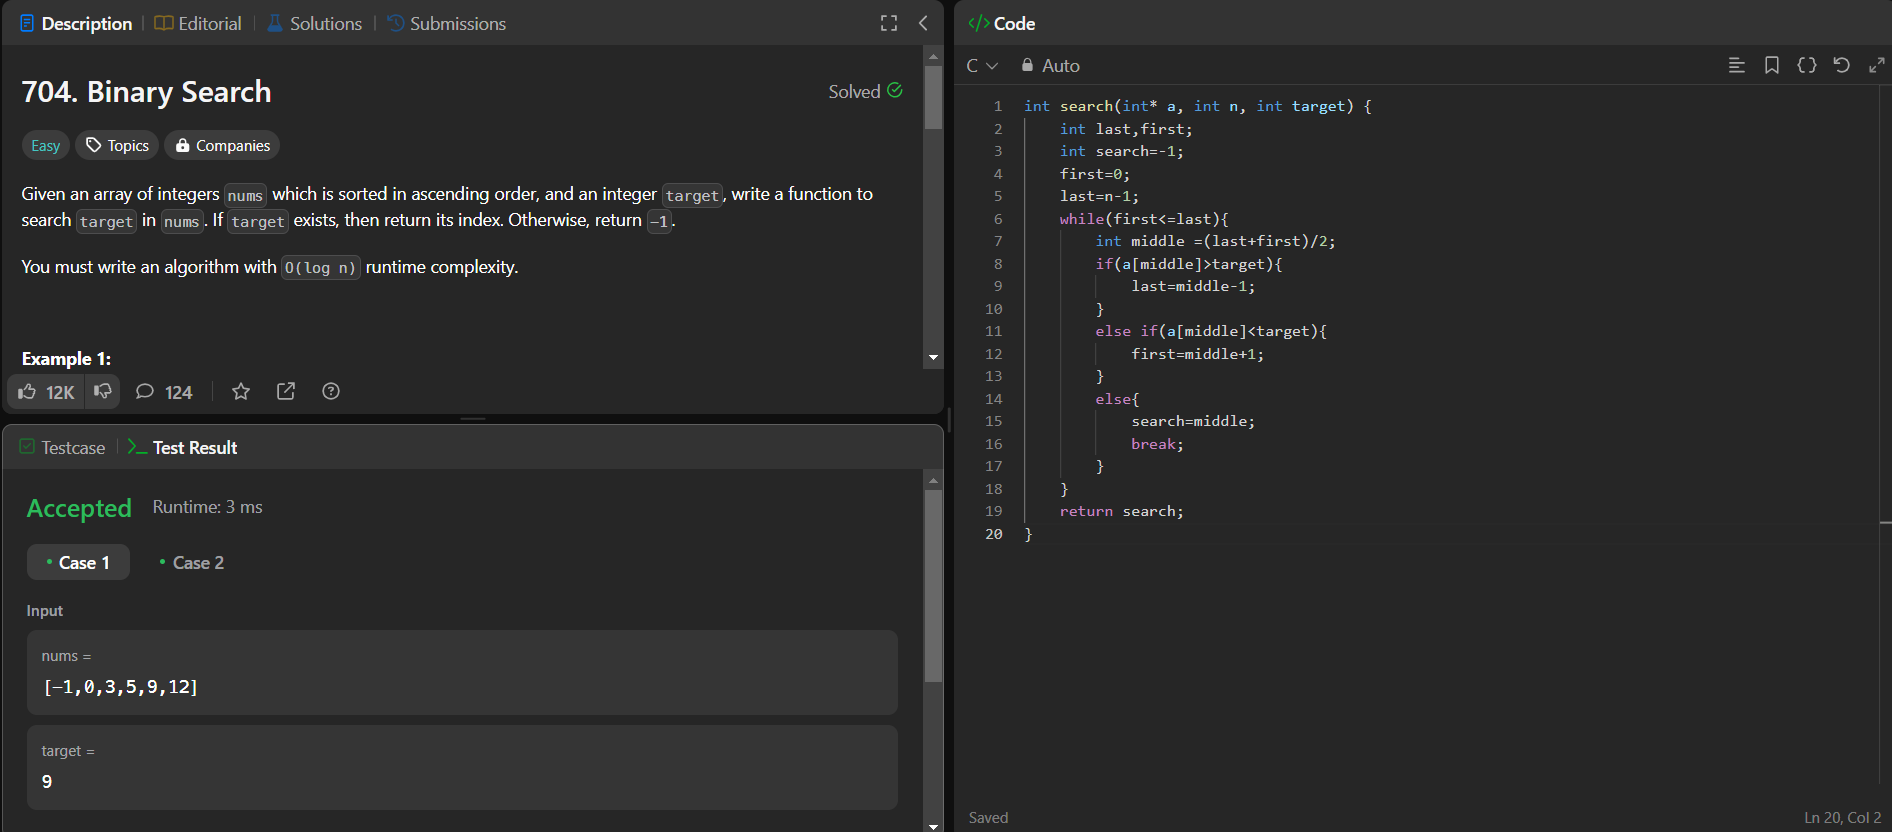 Description Editorial Solutions Submissions
704. Binary Search
Solved
Easy Topics Companies
Given an array of integers nums which is sorted in ascending order, and an integer target, write a function to
search target in nums. If target exists, then return its index. Otherwise, return -1.
You must write an algorithm with O(log n) runtime complexity.
Example 1:
12K 124
Testcase >_ Test Result
Accepted Runtime: 3 ms
• Case 1 • Case 2
Input
nums =
[-1,0,3,5,9,12]
target =
9
</> Code
C Auto
1 int search(int* a, int n, int target) {
2     int last,first;
3     int search=-1;
4     first=0;
5     last=n-1;
6     while(first<=last){
7         int middle =(last+first)/2;
8         if(a[middle]>target){
9             last=middle-1;
10         }
11         else if(a[middle]<target){
12             first=middle+1;
13         }
14         else{
15             search=middle;
16             break;
17         }
18     }
19     return search;
20 }
Saved Ln 20, Col 2